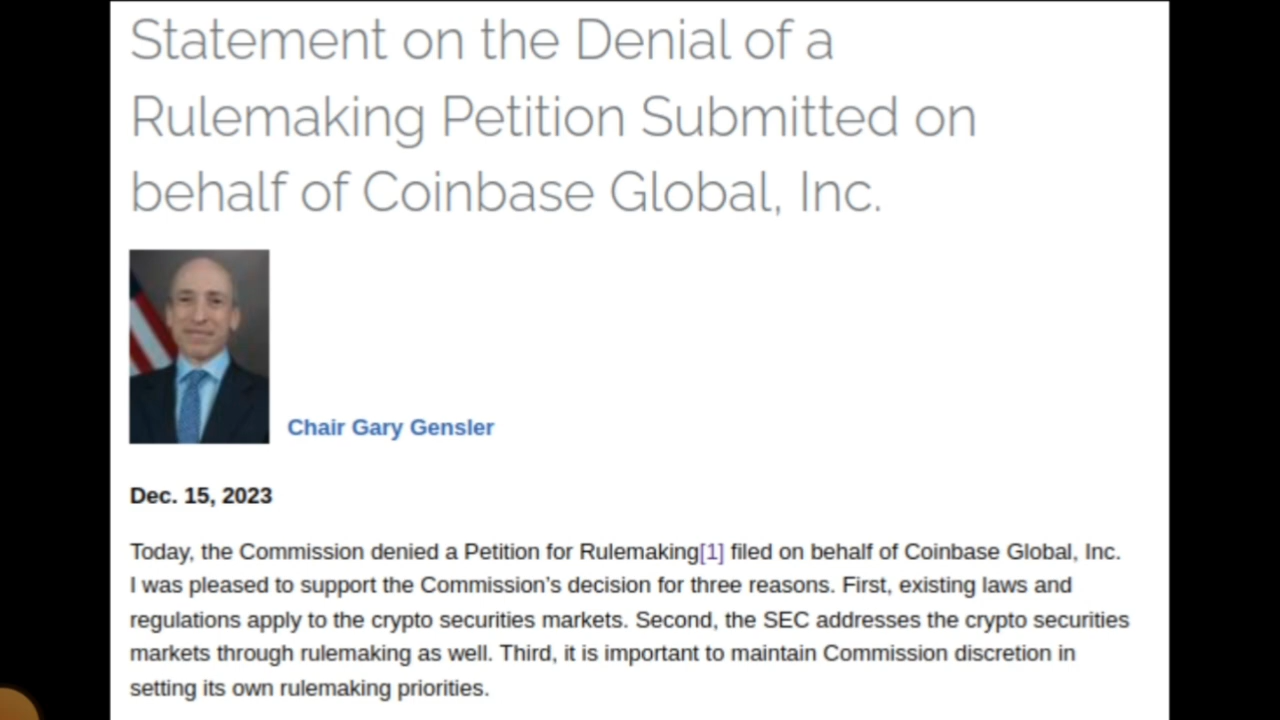 Statement on the Denial of a
Rulemaking Petition Submitted on
behalf of Coinbase Global, Inc.
Chair Gary Gensler
Dec. 15, 2023
Today, the Commission denied a Petition for Rulemaking[1] filed on behalf of Coinbase Global, Inc.
I was pleased to support the Commission’s decision for three reasons. First, existing laws and
regulations apply to the crypto securities markets. Second, the SEC addresses the crypto securities
markets through rulemaking as well. Third, it is important to maintain Commission discretion in
setting its own rulemaking priorities.